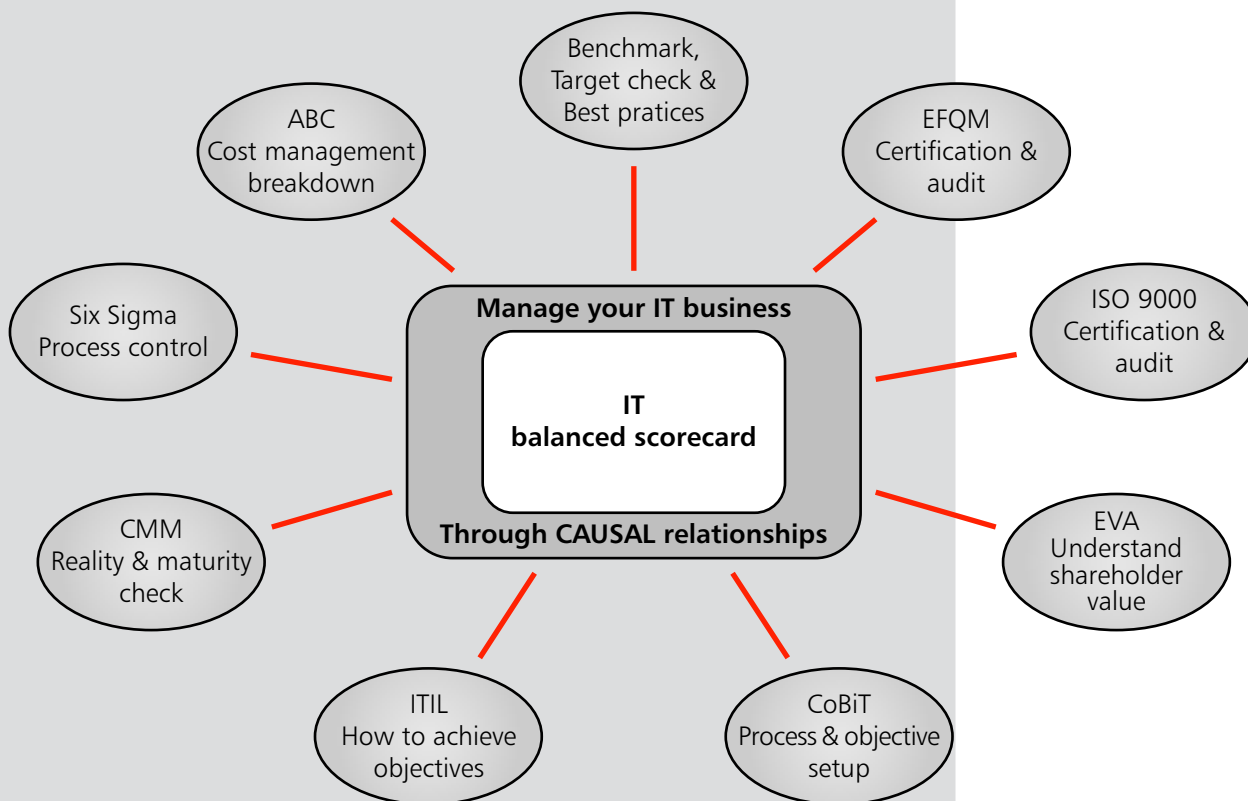 Benchmark,
Target check &
Best pratices
ABC
Cost management
breakdown
EFQM
Certification &
audit
Six Sigma
Process control
Manage your IT business
ISO 9000
Certification &
audit
IT
balanced scorecard
CMM
Reality & maturity
check
Through CAUSAL relationships
EVA
Understand
shareholder
value
ITIL
How to achieve
objectives
CoBiT
Process & objective
setup